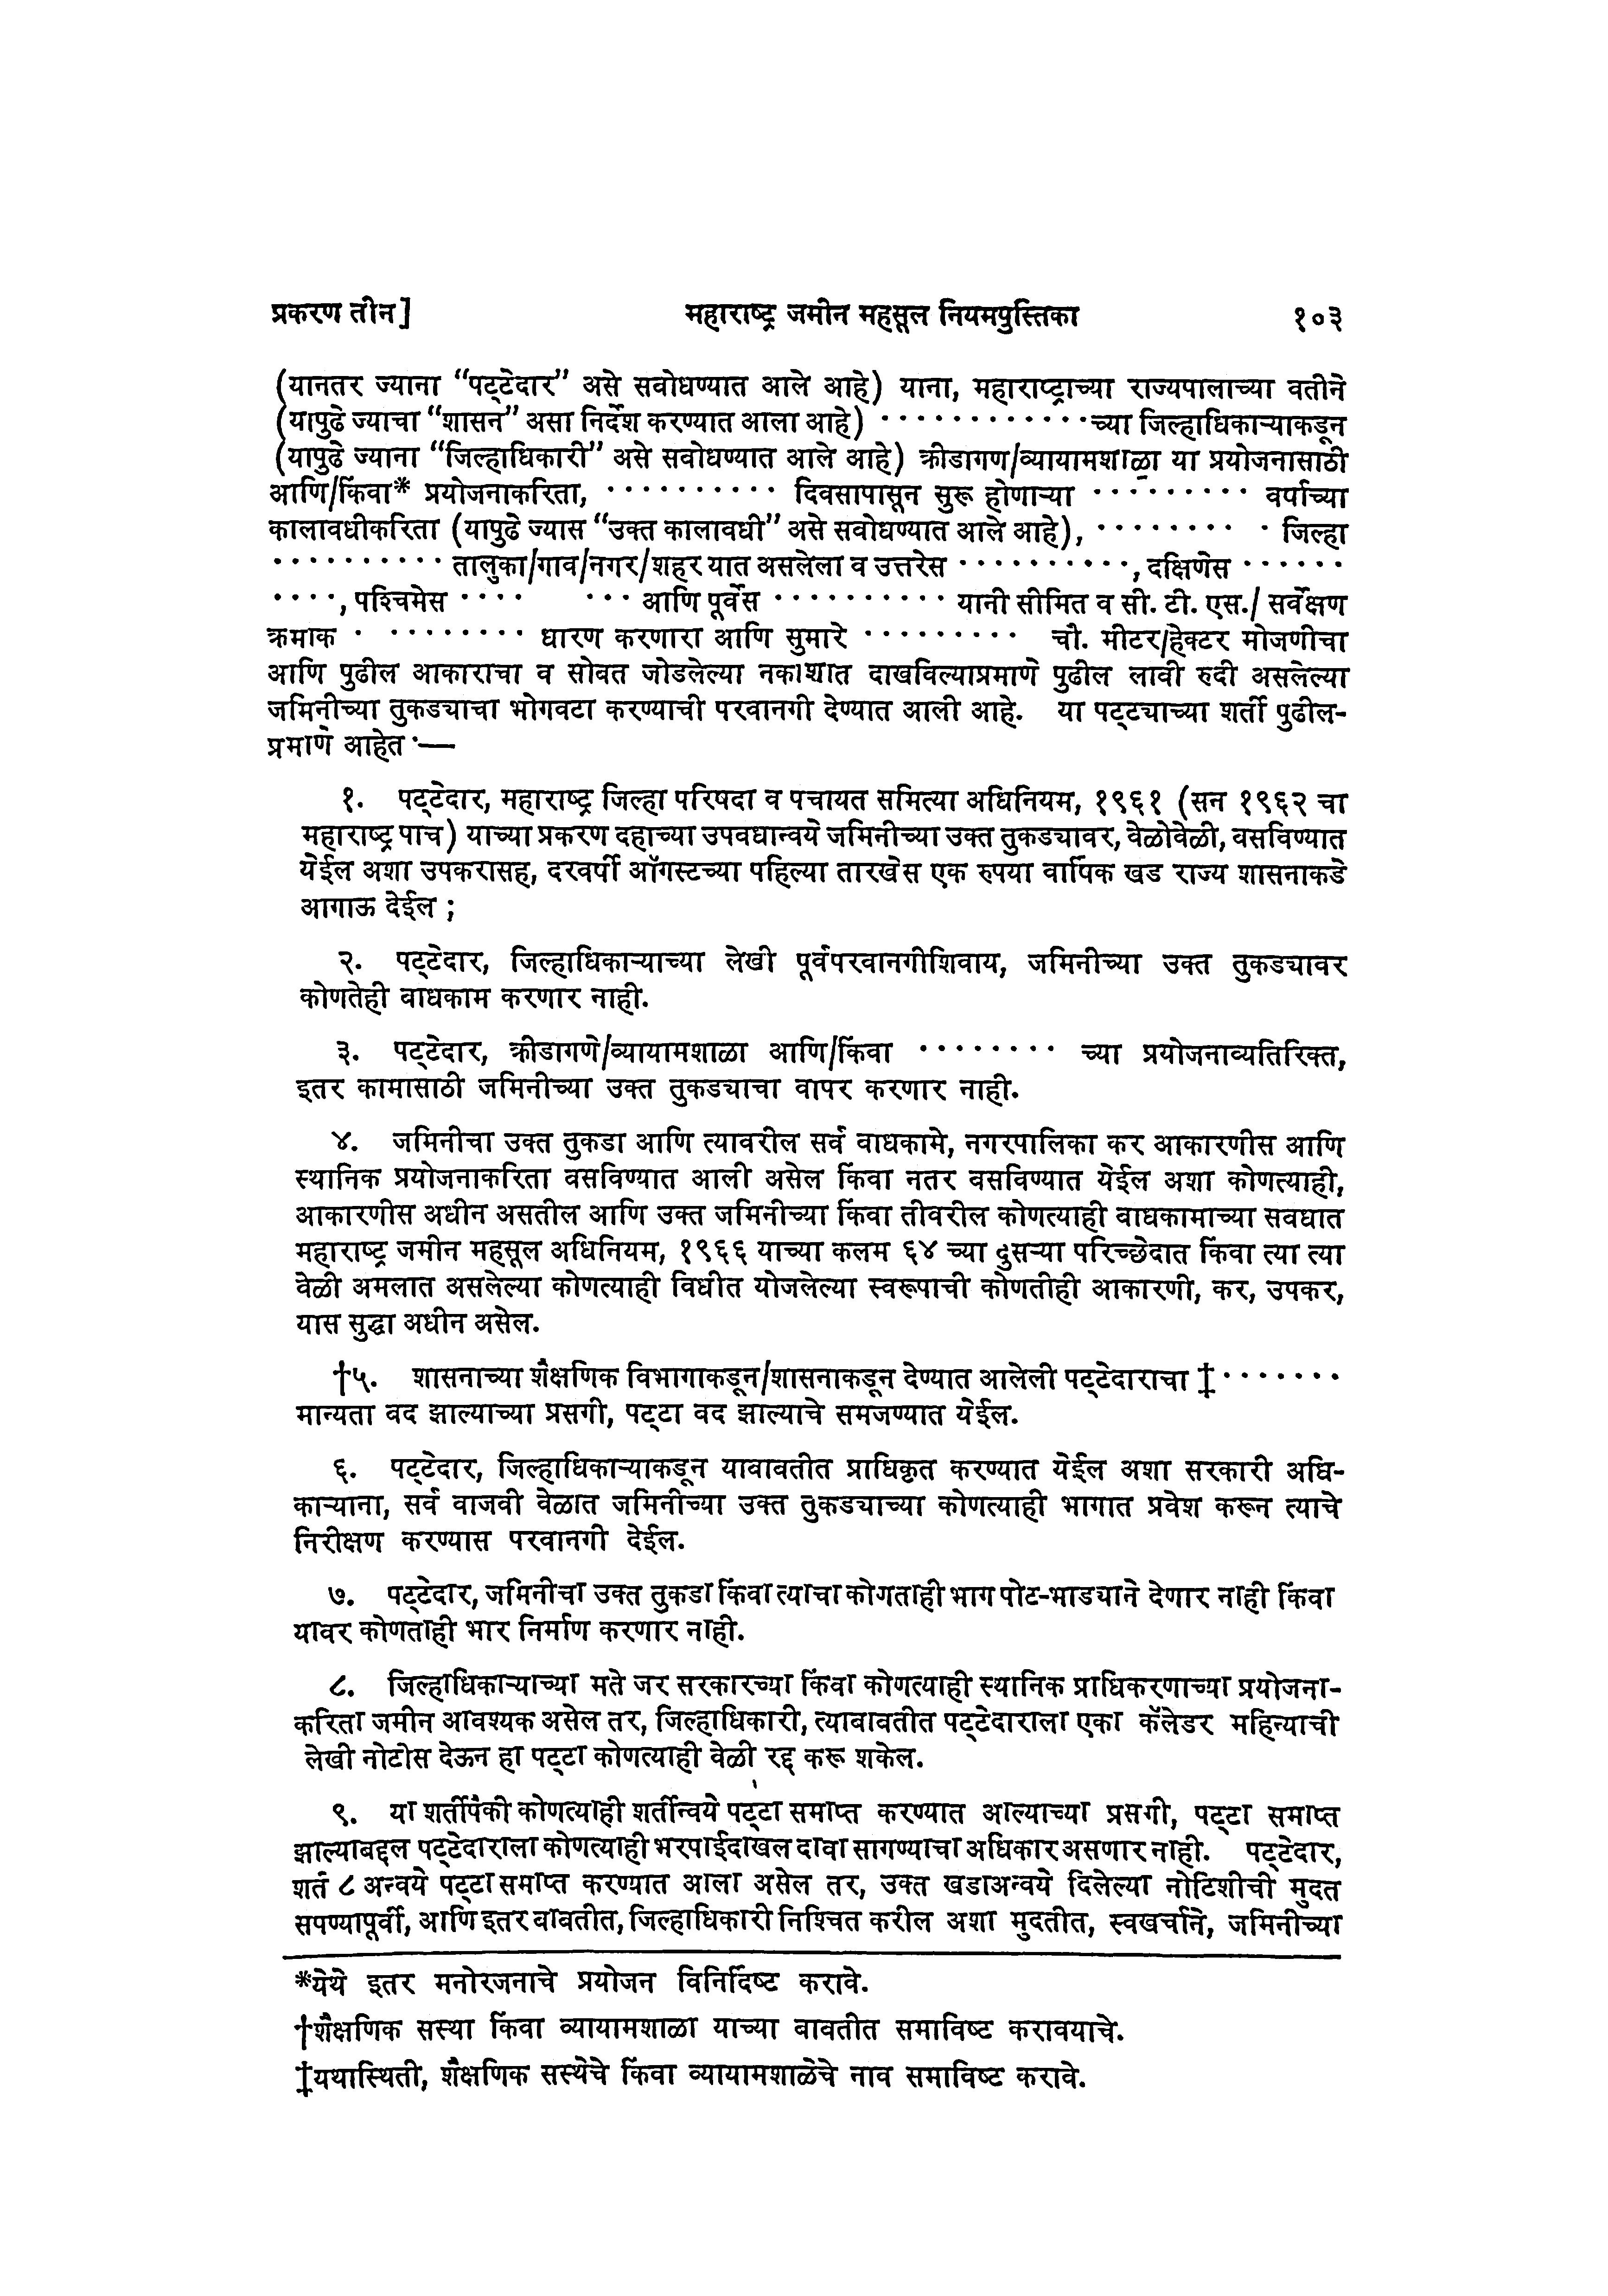 प्रकरण तीन] महाराष्ट्र जमीन महसूल नियमपुस्तिका १०३
(यानतर ज्याना “पट्टेदार” असे सवोधण्यात आले आहे) याना, महाराष्ट्राच्या राज्यपालाच्या वतीने
(यापुढे ज्याचा “शासन” असा निर्देश करण्यात आला आहे) ············च्या जिल्हाधिकाऱ्याकडून
(यापुढे ज्याना “जिल्हाधिकारी” असे सवोधण्यात आले आहे) क्रीडागण/व्यायामशाळा या प्रयोजनासाठी
आणि/किंवा* प्रयोजनाकरिता, ·········· दिवसापासून सुरू होणाऱ्या ········· वर्पाच्या
कालावधीकरिता (यापुढे ज्यास “उक्त कालावधी” असे सवोधण्यात आले आहे), ········ · जिल्हा
·········· तालुका/गाव/नगर/शहर यात असलेला व उत्तरेस ··········, दक्षिणेस ······
····, पश्चिमेस ···· ··· आणि पूर्वेस ·········· यानी सीमित व सी. टी. एस./ सर्वेक्षण
क्रमाक · ········ धारण करणारा आणि सुमारे ········· चौ. मीटर/हेक्टर मोजणीचा
आणि पुढील आकाराचा व सोवत जोडलेल्या नकाशात दाखविल्याप्रमाणे पुढील लावी रुदी असलेल्या
जमिनीच्या तुकड्याचा भोगवटा करण्याची परवानगी देण्यात आली आहे. या पट्ट्याच्या शर्ती पुढील-
प्रमाणे आहेत ·—
१. पट्टेदार, महाराष्ट्र जिल्हा परिषदा व पचायत समित्या अधिनियम, १९६१ (सन १९६२ चा
महाराष्ट्र पाच) याच्या प्रकरण दहाच्या उपवधान्वये जमिनीच्या उक्त तुकड्यावर, वेळोवेळी, वसविण्यात
येईल अशा उपकरासह, दरवर्पी ऑगस्टच्या पहिल्या तारखेस एक रुपया वार्पिक खड राज्य शासनाकडे
आगाऊ देईल ;
२. पट्टेदार, जिल्हाधिकाऱ्याच्या लेखी पूर्वपरवानगीशिवाय, जमिनीच्या उक्त तुकड्यावर
कोणतेही वाधकाम करणार नाही.
३. पट्टेदार, क्रीडागणे/व्यायामशाळा आणि/किंवा ········ च्या प्रयोजनाव्यतिरिक्त,
इतर कामासाठी जमिनीच्या उक्त तुकड्याचा वापर करणार नाही.
४. जमिनीचा उक्त तुकडा आणि त्यावरील सर्व वाधकामे, नगरपालिका कर आकारणीस आणि
स्थानिक प्रयोजनाकरिता वसविण्यात आली असेल किंवा नतर वसविण्यात येईल अशा कोणत्याही,
आकारणीस अधीन असतील आणि उक्त जमिनीच्या किंवा तीवरील कोणत्याही वाधकामाच्या सवधात
महाराष्ट्र जमीन महसूल अधिनियम, १९६६ याच्या कलम ६४ च्या दुसऱ्या परिच्छेदात किंवा त्या त्या
वेळी अमलात असलेल्या कोणत्याही विधीत योजलेल्या स्वरूपाची कोणतीही आकारणी, कर, उपकर,
यास सुद्धा अधीन असेल.
†५. शासनाच्या शैक्षणिक विभागाकडून/शासनाकडून देण्यात आलेली पट्टेदाराचा ‡·······
मान्यता वद झाल्याच्या प्रसगी, पट्टा वद झाल्याचे समजण्यात येईल.
६. पट्टेदार, जिल्हाधिकाऱ्याकडून यावावतीत प्राधिकृत करण्यात येईल अशा सरकारी अधि-
काऱ्याना, सर्व वाजवी वेळात जमिनीच्या उक्त तुकड्याच्या कोणत्याही भागात प्रवेश करून त्याचे
निरीक्षण करण्यास परवानगी देईल.
७. पट्टेदार, जमिनीचा उक्त तुकडा किंवा त्याचा कोगताही भाग पोट-भाड्याने देणार नाही किंवा
यावर कोणताही भार निर्माण करणार नाही.
८. जिल्हाधिकाऱ्याच्या मते जर सरकारच्या किंवा कोणत्याही स्थानिक प्राधिकरणाच्या प्रयोजना-
करिता जमीन आवश्यक असेल तर, जिल्हाधिकारी, त्यावावतीत पट्टेदाराला एका कॅलेडर महिन्याची
लेखी नोटोस देऊन हा पट्टा कोणत्याही वेळी रद्द करू शकेल.
९. या शर्तीपैकी कोणत्याही शर्तीन्वये पट्टा समाप्त करण्यात आल्याच्या प्रसगी, पट्टा समाप्त
झाल्याबद्दल पट्टेदाराला कोणत्याही भरपाईदाखल दावा सागण्याचा अधिकार असणार नाही. पट्टेदार,
शर्त ८ अन्वये पट्टा समाप्त करण्यात आला असेल तर, उक्त खडाअन्वये दिलेल्या नोटिशीची मुदत
सपण्यापूर्वी, आणि इतर वावतीत, जिल्हाधिकारी निश्चित करील अशा मुदतीत, स्वखर्चाने, जमिनीच्या
*येथे इतर मनोरजनाचे प्रयोजन विनिर्दिष्ट करावे.
†शैक्षणिक सस्था किंवा व्यायामशाळा याच्या वावतीत समाविष्ट करावयाचे.
‡यथास्थिती, शैक्षणिक सस्थेचे किंवा व्यायामशाळेचे नाव समाविष्ट करावे.